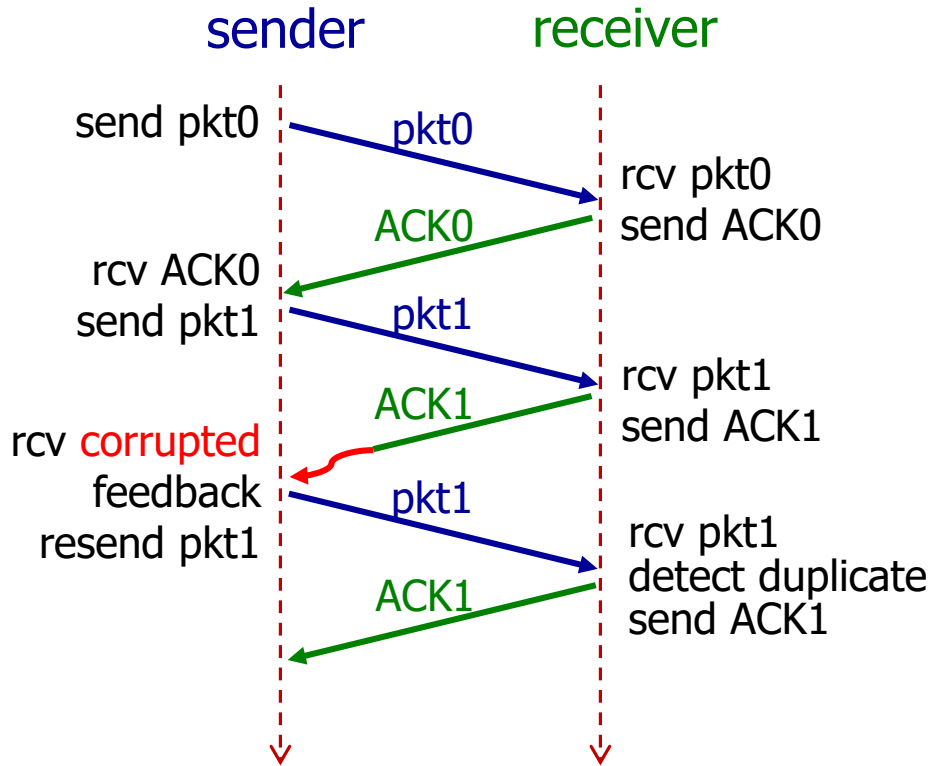 sender
receiver
send pkt0
pkt0
rcv pkt0
send ACK0
ACK0
rcv ACK0
send pkt1
pkt1
rcv pkt1
send ACK1
ACK1
rcv corrupted
feedback
resend pkt1
pkt1
rcv pkt1
detect duplicate
send ACK1
ACK1